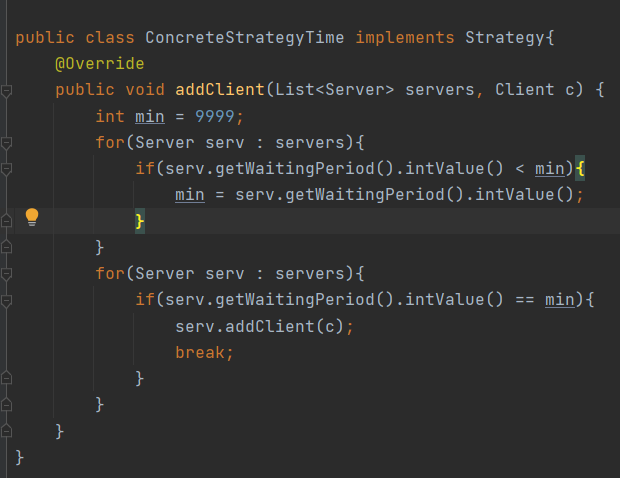 public class ConcreteStrategyTime implements Strategy{
    @Override
    public void addClient(List<Server> servers, Client c) {
        int min = 9999;
        for(Server serv : servers){
            if(serv.getWaitingPeriod().intValue() < min){
                min = serv.getWaitingPeriod().intValue();
            }
        }
        for(Server serv : servers){
            if(serv.getWaitingPeriod().intValue() == min){
                serv.addClient(c);
                break;
            }
        }
    }
}